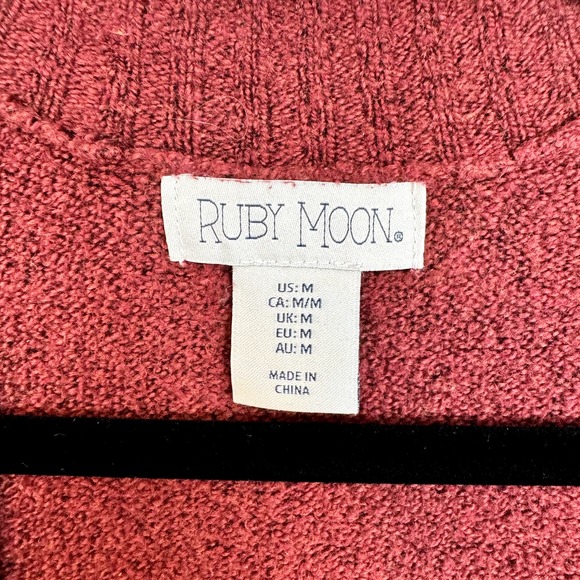 RUBY MOON®
US: M
CA: M/M
UK: M
EU: M
AU: M
MADE IN
CHINA